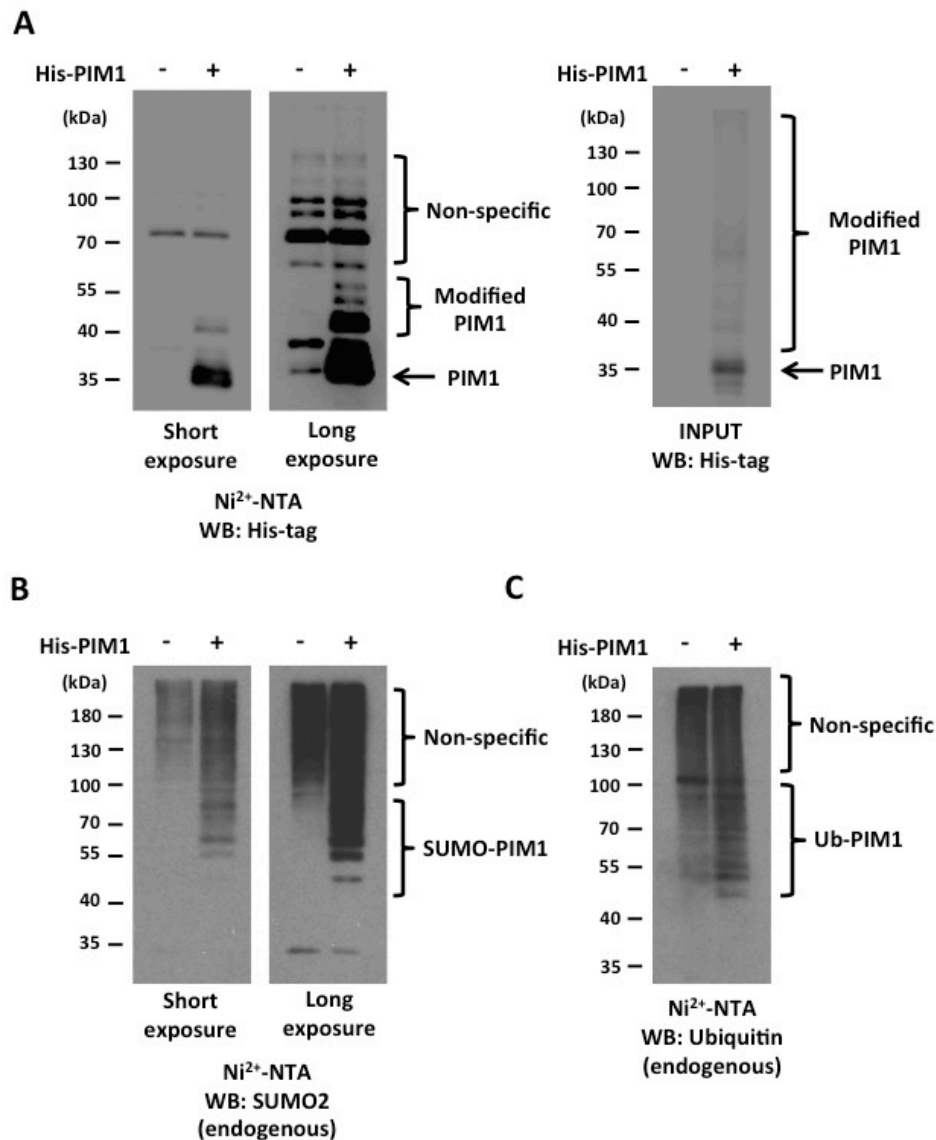 A
His-PIM1 - + - +
(kDa)
130
100
70
55
40
35
Non-specific
Modified
PIM1
PIM1
Short
exposure
Long
exposure
Ni²⁺-NTA
WB: His-tag
His-PIM1 - +
(kDa)
130
100
70
55
40
35
Modified
PIM1
PIM1
INPUT
WB: His-tag
B
His-PIM1 - + - +
(kDa)
180
130
100
70
55
40
35
Non-specific
SUMO-PIM1
Short
exposure
Long
exposure
Ni²⁺-NTA
WB: SUMO2
(endogenous)
C
His-PIM1 - +
(kDa)
180
130
100
70
55
40
35
Non-specific
Ub-PIM1
Ni²⁺-NTA
WB: Ubiquitin
(endogenous)